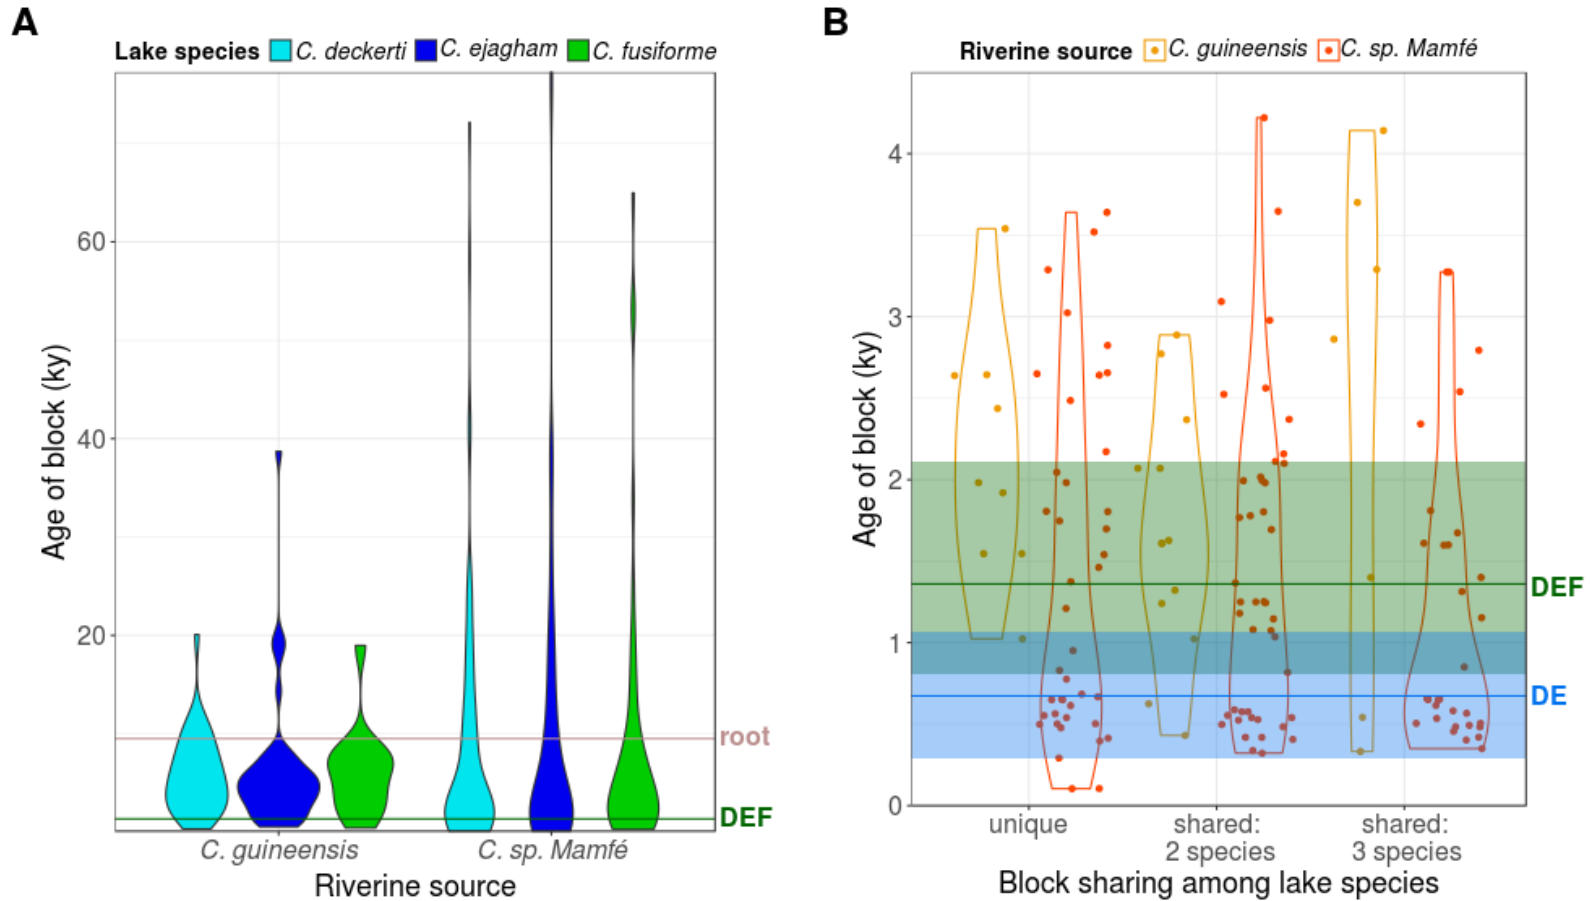 A
Lake species C. deckerti C. ejagham C. fusiforme
Age of block (ky)
60
40
20
root
DEF
C. guineensis C. sp. Mamfé
Riverine source
B
Riverine source C. guineensis C. sp. Mamfé
Age of block (ky)
4
3
2
1
0
DEF
DE
unique shared: shared:
2 species 3 species
Block sharing among lake species